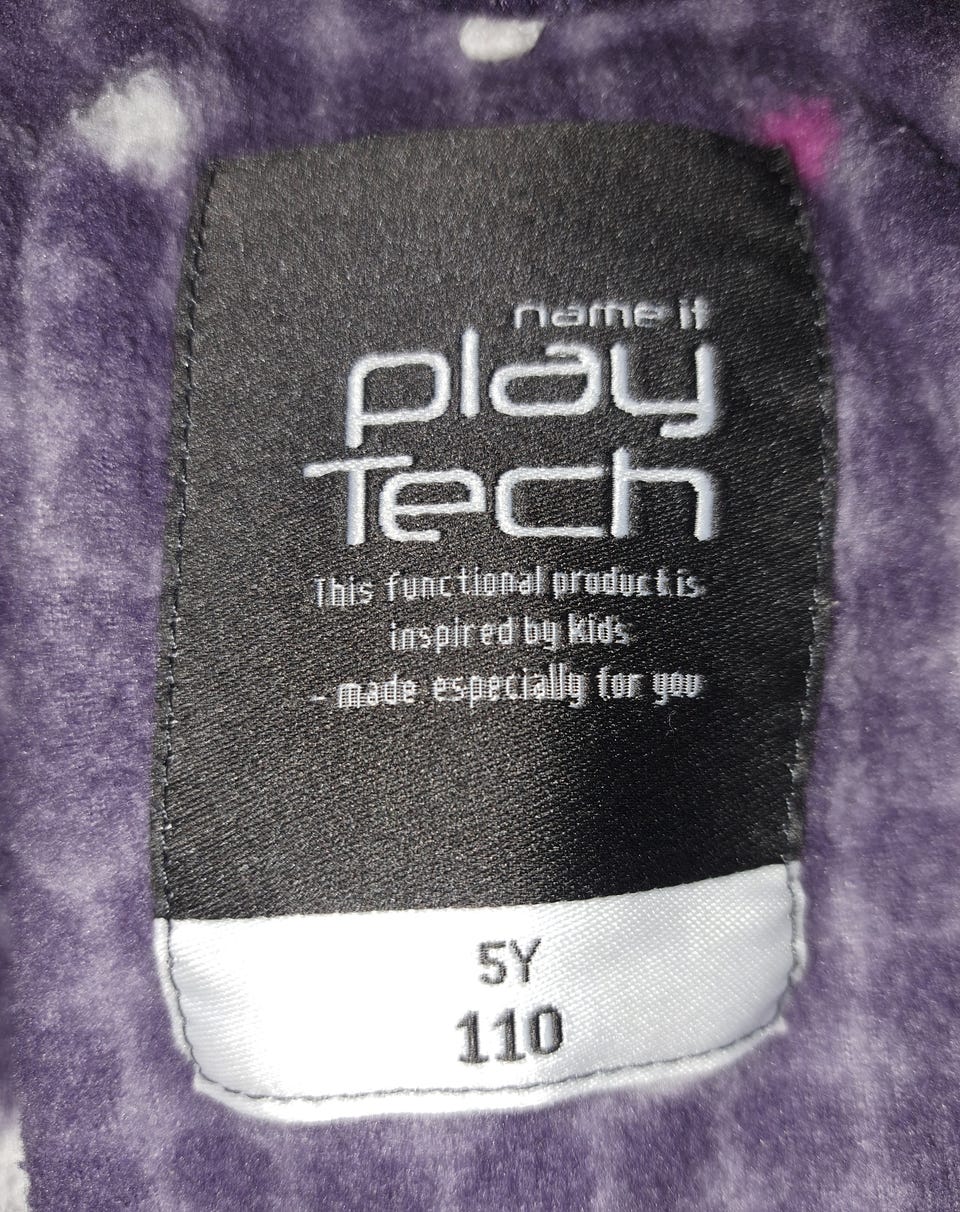 name it
play
Tech
This functional product is
inspired by kids
- made especially for you
5Y
110